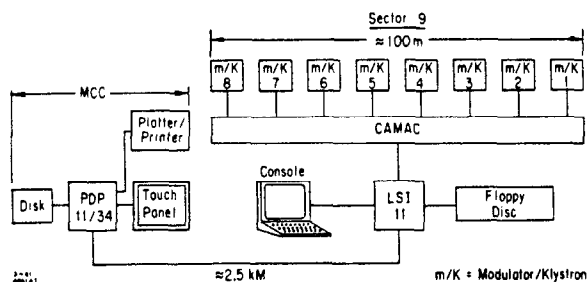 Sector 9
≈100m
m/K 8
m/K 7
m/K 6
m/K 5
m/K 4
m/K 3
m/K 2
m/K 1
MCC
Plotter/
Printer
CAMAC
Disk
PDP
11/34
Touch
Panel
Console
LSI
11
Floppy
Disc
≈2.5 kM
m/K = Modulator/Klystron